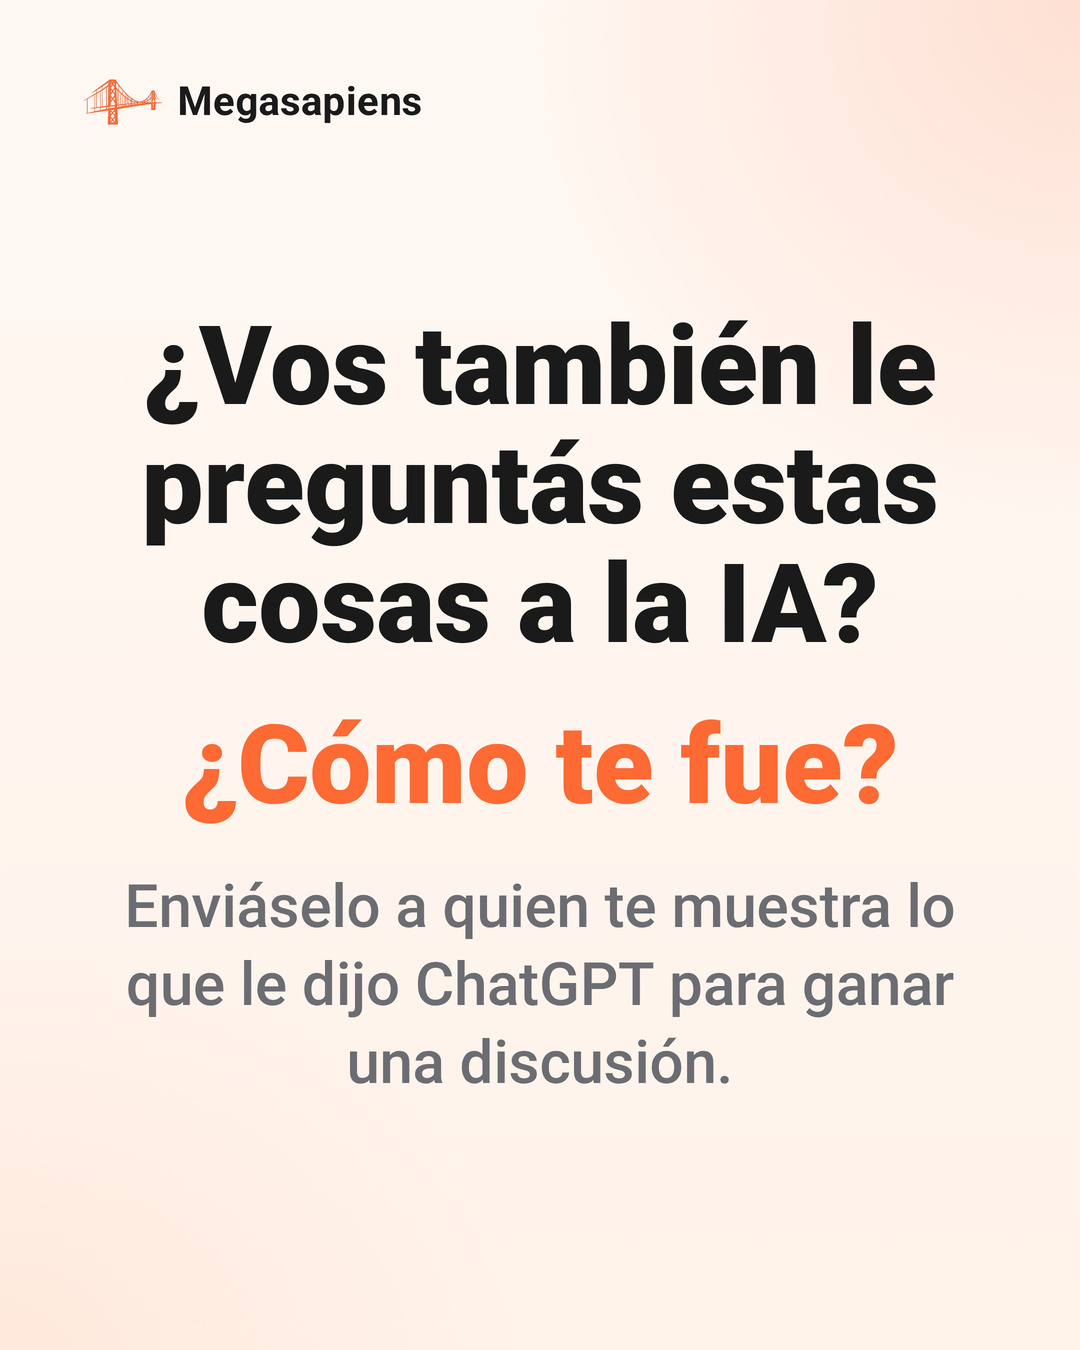 Megasapiens
¿Vos también le
preguntás estas
cosas a la IA?
¿Cómo te fue?
Enviáselo a quien te muestra lo
que le dijo ChatGPT para ganar
una discusión.